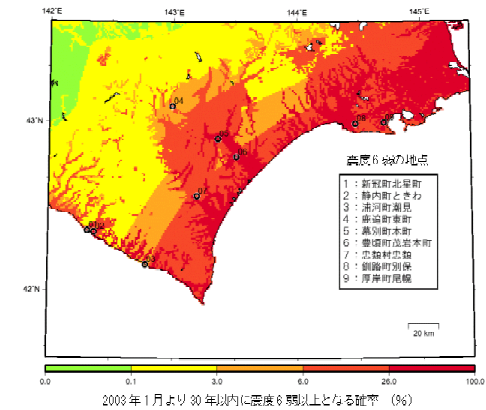 142°E
143°E
144°E
145°E
43°N
42°N
04
07
震度6弱の地点
1：新冠町北星町
2：静内町ときわ
3：浦河町潮見
4：鹿追町東町
5：幕別町本町
6：豊頃町茂岩本町
7：忠類村忠類
8：釧路町別保
9：厚岸町尾幌
20 km
0.0 0.1 3.0 6.0 26.0 100.0
2003年1月より30年以内に震度6弱以上となる確率 （％）